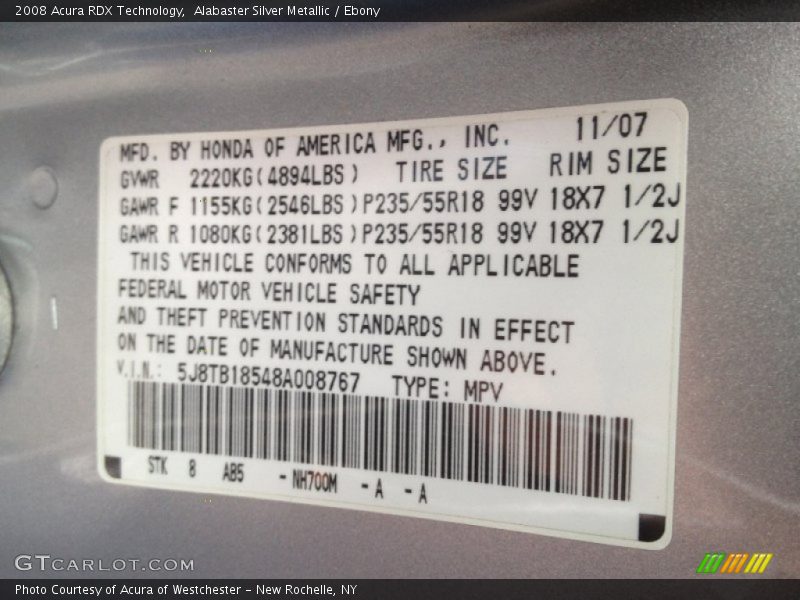 2008 Acura RDX Technology,  Alabaster Silver Metallic / Ebony
MFD. BY HONDA OF AMERICA MFG., INC. 11/07
GVWR 2220KG(4894LBS) TIRE SIZE RIM SIZE
GAWR F 1155KG(2546LBS)P235/55R18 99V 18X7 1/2J
GAWR R 1080KG(2381LBS)P235/55R18 99V 18X7 1/2J
THIS VEHICLE CONFORMS TO ALL APPLICABLE
FEDERAL MOTOR VEHICLE SAFETY
AND THEFT PREVENTION STANDARDS IN EFFECT
ON THE DATE OF MANUFACTURE SHOWN ABOVE.
V.I.N.: 5J8TB18548A008767 TYPE: MPV
STK 8 AB5 -NH700M -A -A
GTCARLOT.COM
Photo Courtesy of Acura of Westchester - New Rochelle, NY